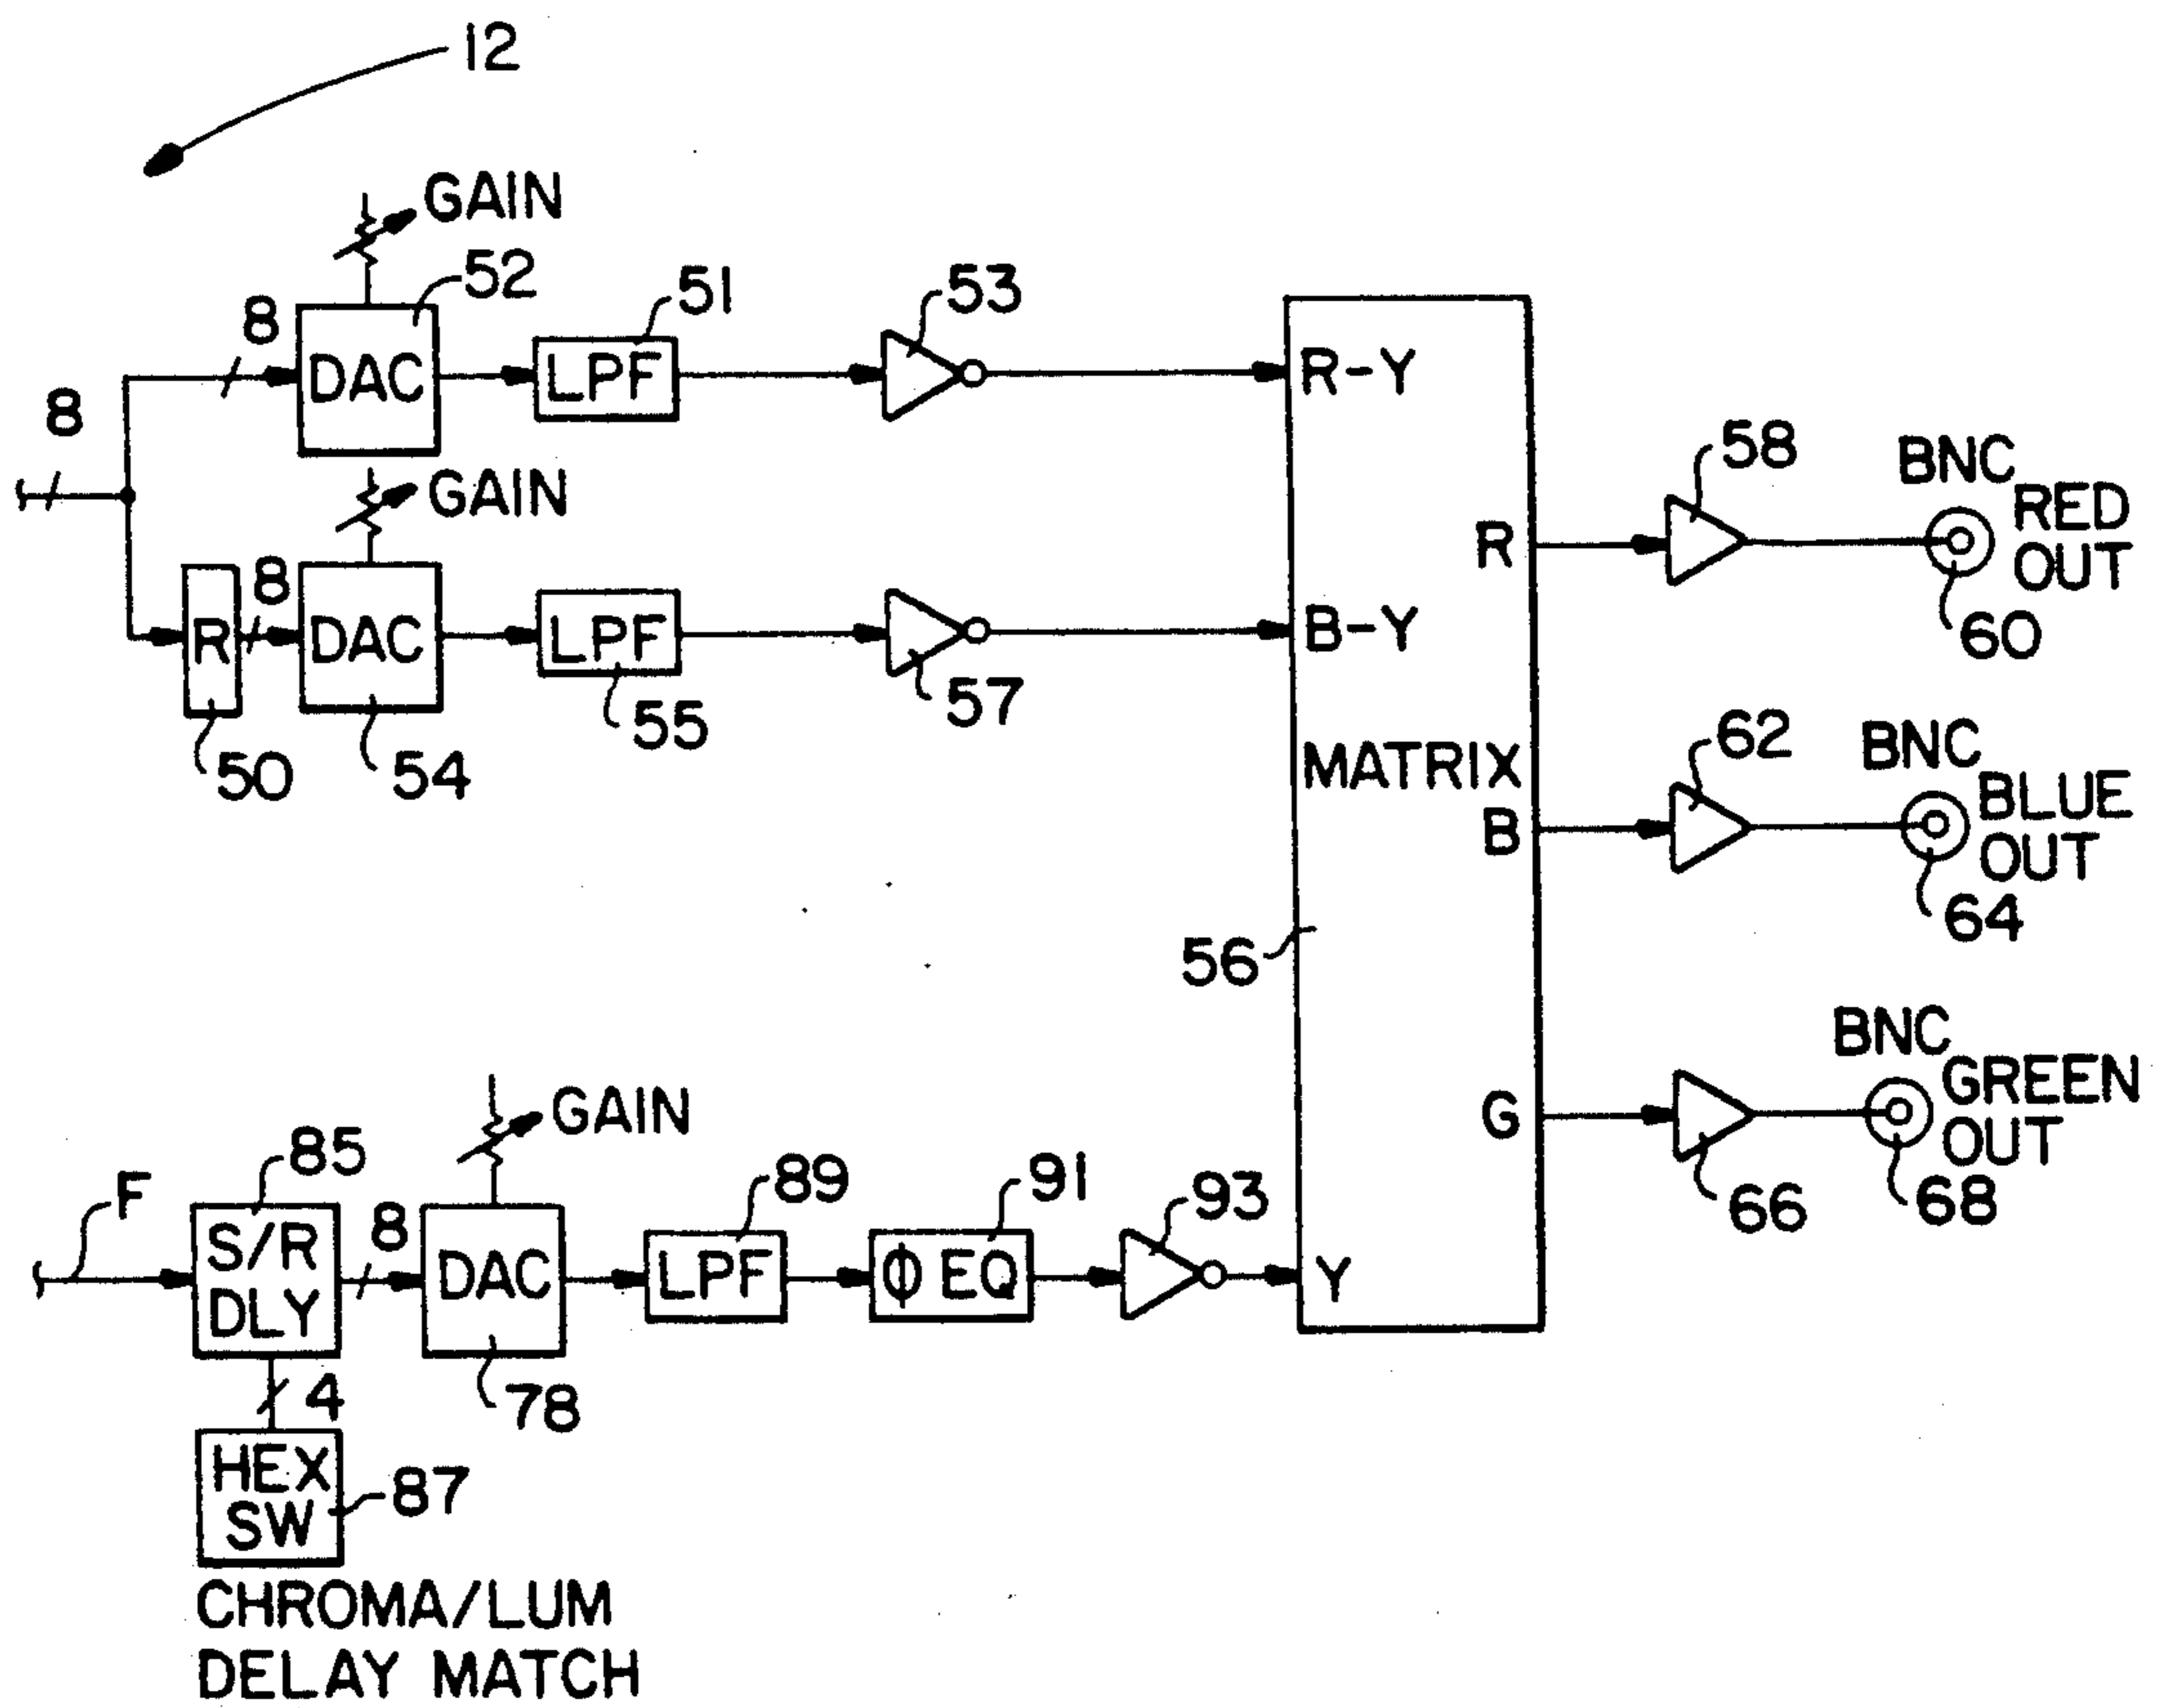 12
GAIN
52
8
DAC
51
LPF
53
R-Y
8
GAIN
58
BNC
RED
OUT
R
60
8
R
DAC
LPF
B-Y
50
54
55
57
MATRIX
62
BNC
BLUE
OUT
B
64
56
BNC
GREEN
OUT
G
66
68
GAIN
F
85
S/R
DLY
8
DAC
78
89
LPF
91
Φ EQ
93
Y
4
HEX
SW
87
CHROMA/LUM
DELAY MATCH